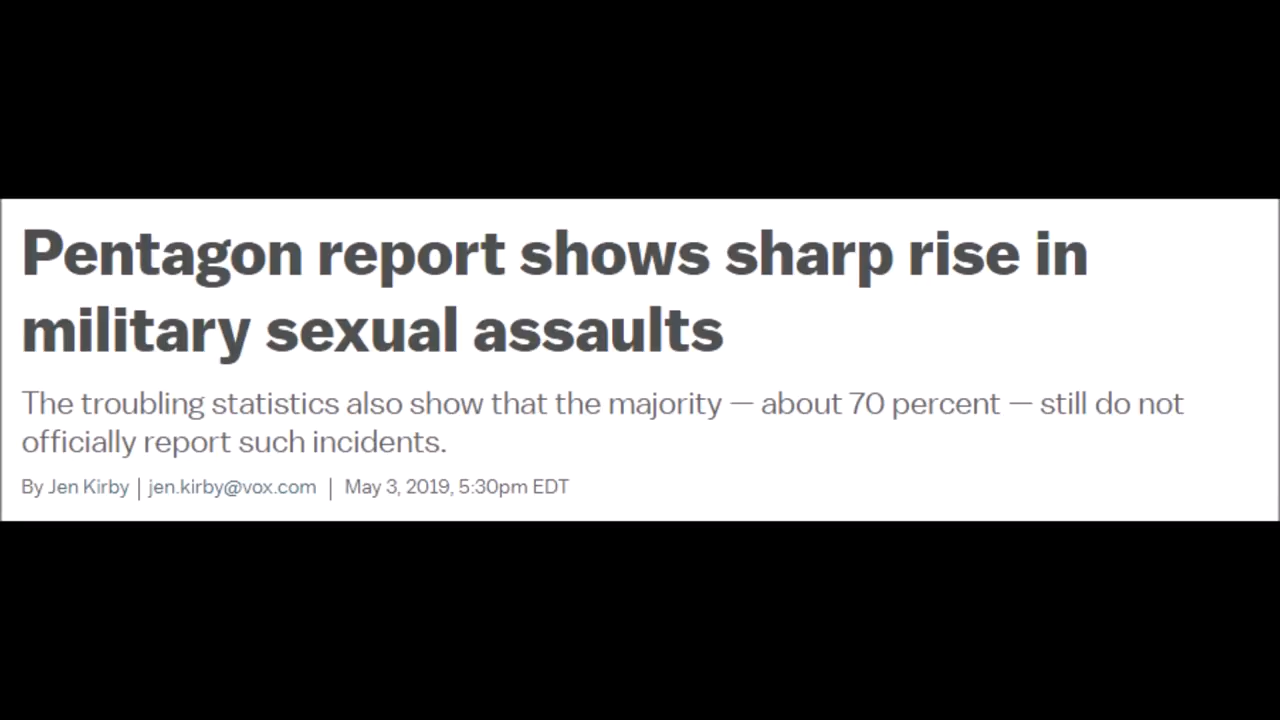 Pentagon report shows sharp rise in
military sexual assaults
The troubling statistics also show that the majority — about 70 percent — still do not
officially report such incidents.
By Jen Kirby | jen.kirby@vox.com | May 3, 2019, 5:30pm EDT